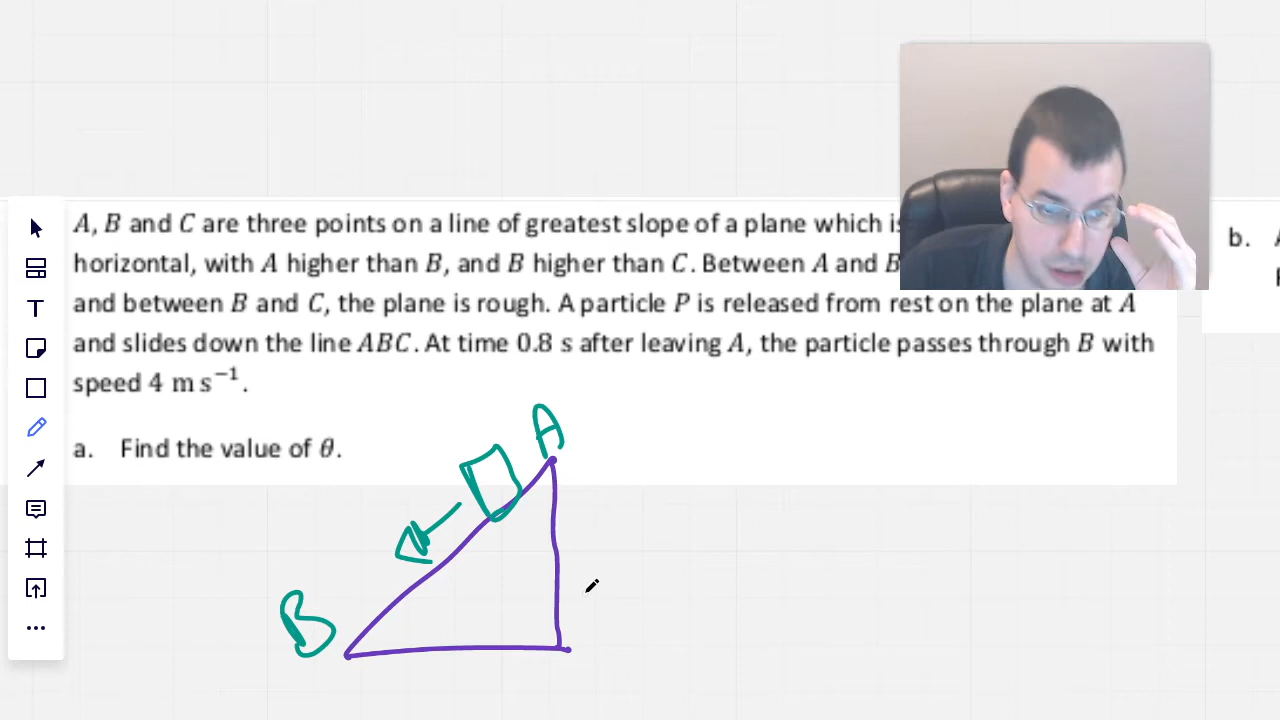 A, B and C are three points on a line of greatest slope of a plane which
horizontal, with A higher than B, and B higher than C. Between A and B
and between B and C, the plane is rough. A particle P is released from rest on the plane at A
and slides down the line ABC. At time 0.8 s after leaving A, the particle passes through B with
speed 4 m s⁻¹.
a. Find the value of θ.
b.
A
B
T